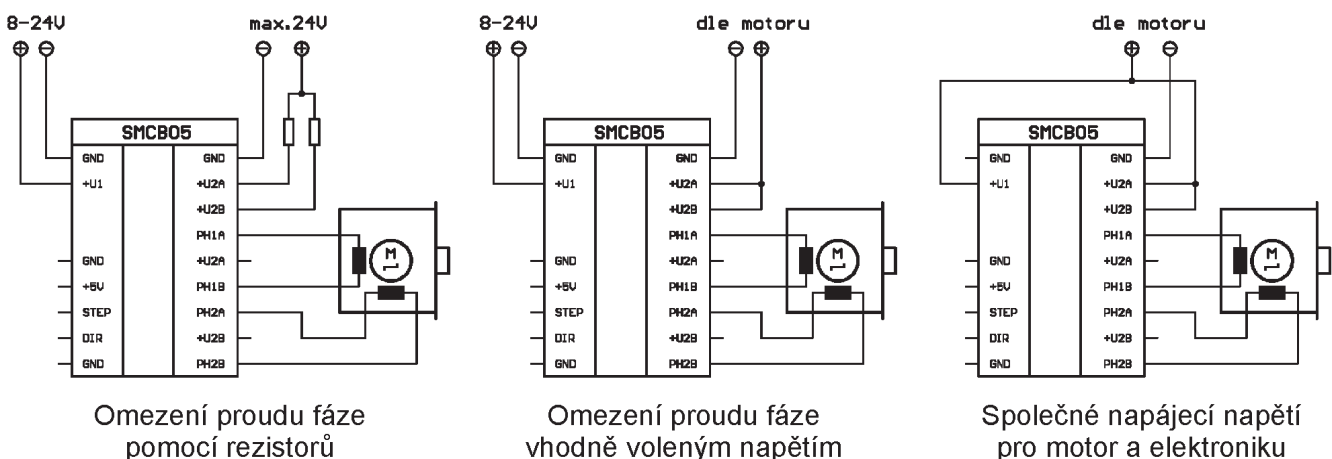 8-24V
max.24V
SMCB05
GND
GND
+U1
+U2A
+U2B
PH1A
GND
+U2A
+5V
PH1B
STEP
PH2A
DIR
+U2B
GND
PH2B
M
Omezení proudu fáze
pomocí rezistorů
8-24V
dle motoru
SMCB05
GND
GND
+U1
+U2A
+U2B
PH1A
GND
+U2A
+5V
PH1B
STEP
PH2A
DIR
+U2B
GND
PH2B
M
Omezení proudu fáze
vhodně voleným napětím
dle motoru
SMCB05
GND
GND
+U1
+U2A
+U2B
PH1A
GND
+U2A
+5V
PH1B
STEP
PH2A
DIR
+U2B
GND
PH2B
M
Společné napájecí napětí
pro motor a elektroniku